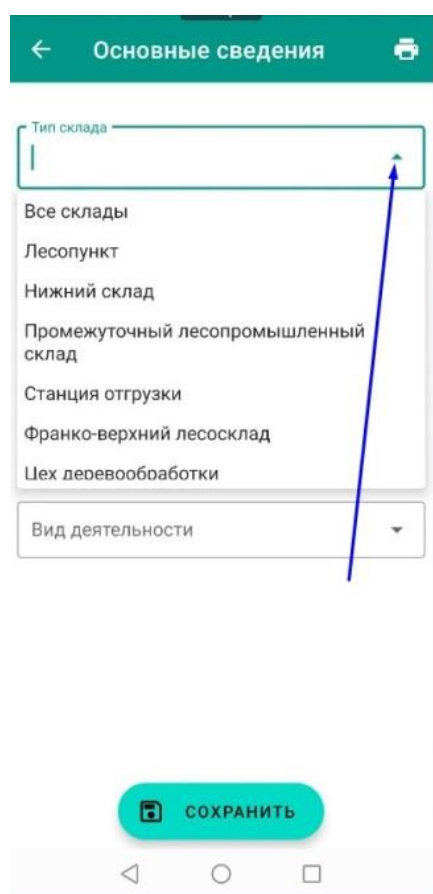 Основные сведения
Тип склада
Все склады
Лесопункт
Нижний склад
Промежуточный лесопромышленный
склад
Станция отгрузки
Франко-верхний лесосклад
Цех деревообработки
Вид деятельности
СОХРАНИТЬ